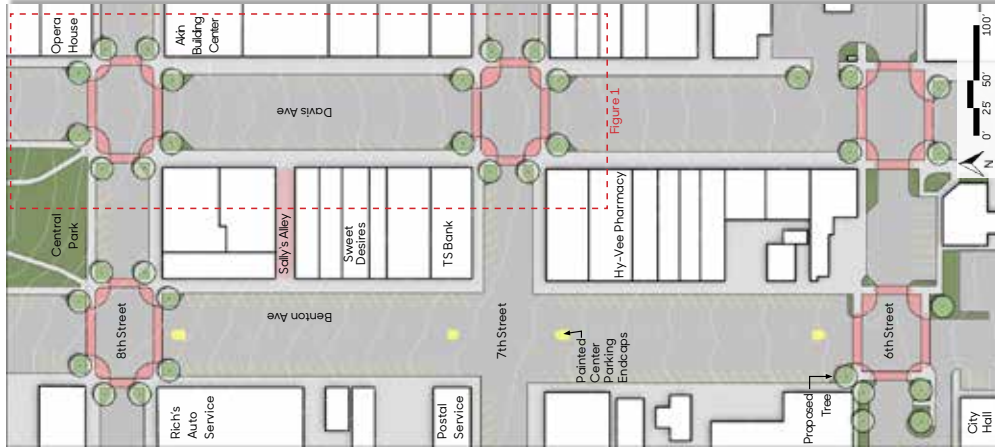 Opera
House
Akin
Building
Center
Davis Ave
Figure 1
Central
Park
Sally's Alley
Sweet
Desires
TS Bank
Hy-Vee Pharmacy
Benton Ave
8th Street
7th Street
6th Street
Painted
Center
Parking
Endcaps
Proposed
Tree
Rich's
Auto
Service
Postal
Service
City
Hall
N
0'
25'
50'
100'